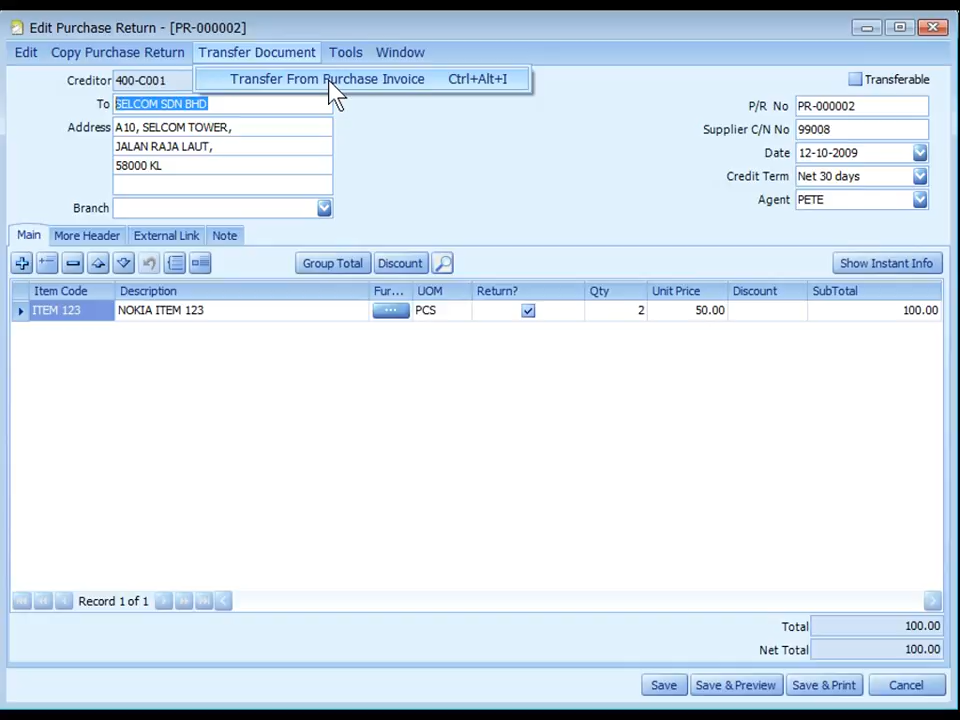 Edit Purchase Return - [PR-000002]
Edit Copy Purchase Return Transfer Document Tools Window
Transfer From Purchase Invoice Ctrl+Alt+I
Creditor 400-C001
Transferable
To SELCOM SDN BHD
P/R No PR-000002
Address A10, SELCOM TOWER,
Supplier C/N No 99008
JALAN RAJA LAUT,
Date 12-10-2009
58000 KL
Credit Term Net 30 days
Agent PETE
Branch
Main More Header External Link Note
Group Total Discount Show Instant Info
Item Code Description Fur... UOM Return? Qty Unit Price Discount SubTotal
ITEM 123 NOKIA ITEM 123 ... PCS 2 50.00 100.00
Record 1 of 1
Total 100.00
Net Total 100.00
Save Save & Preview Save & Print Cancel